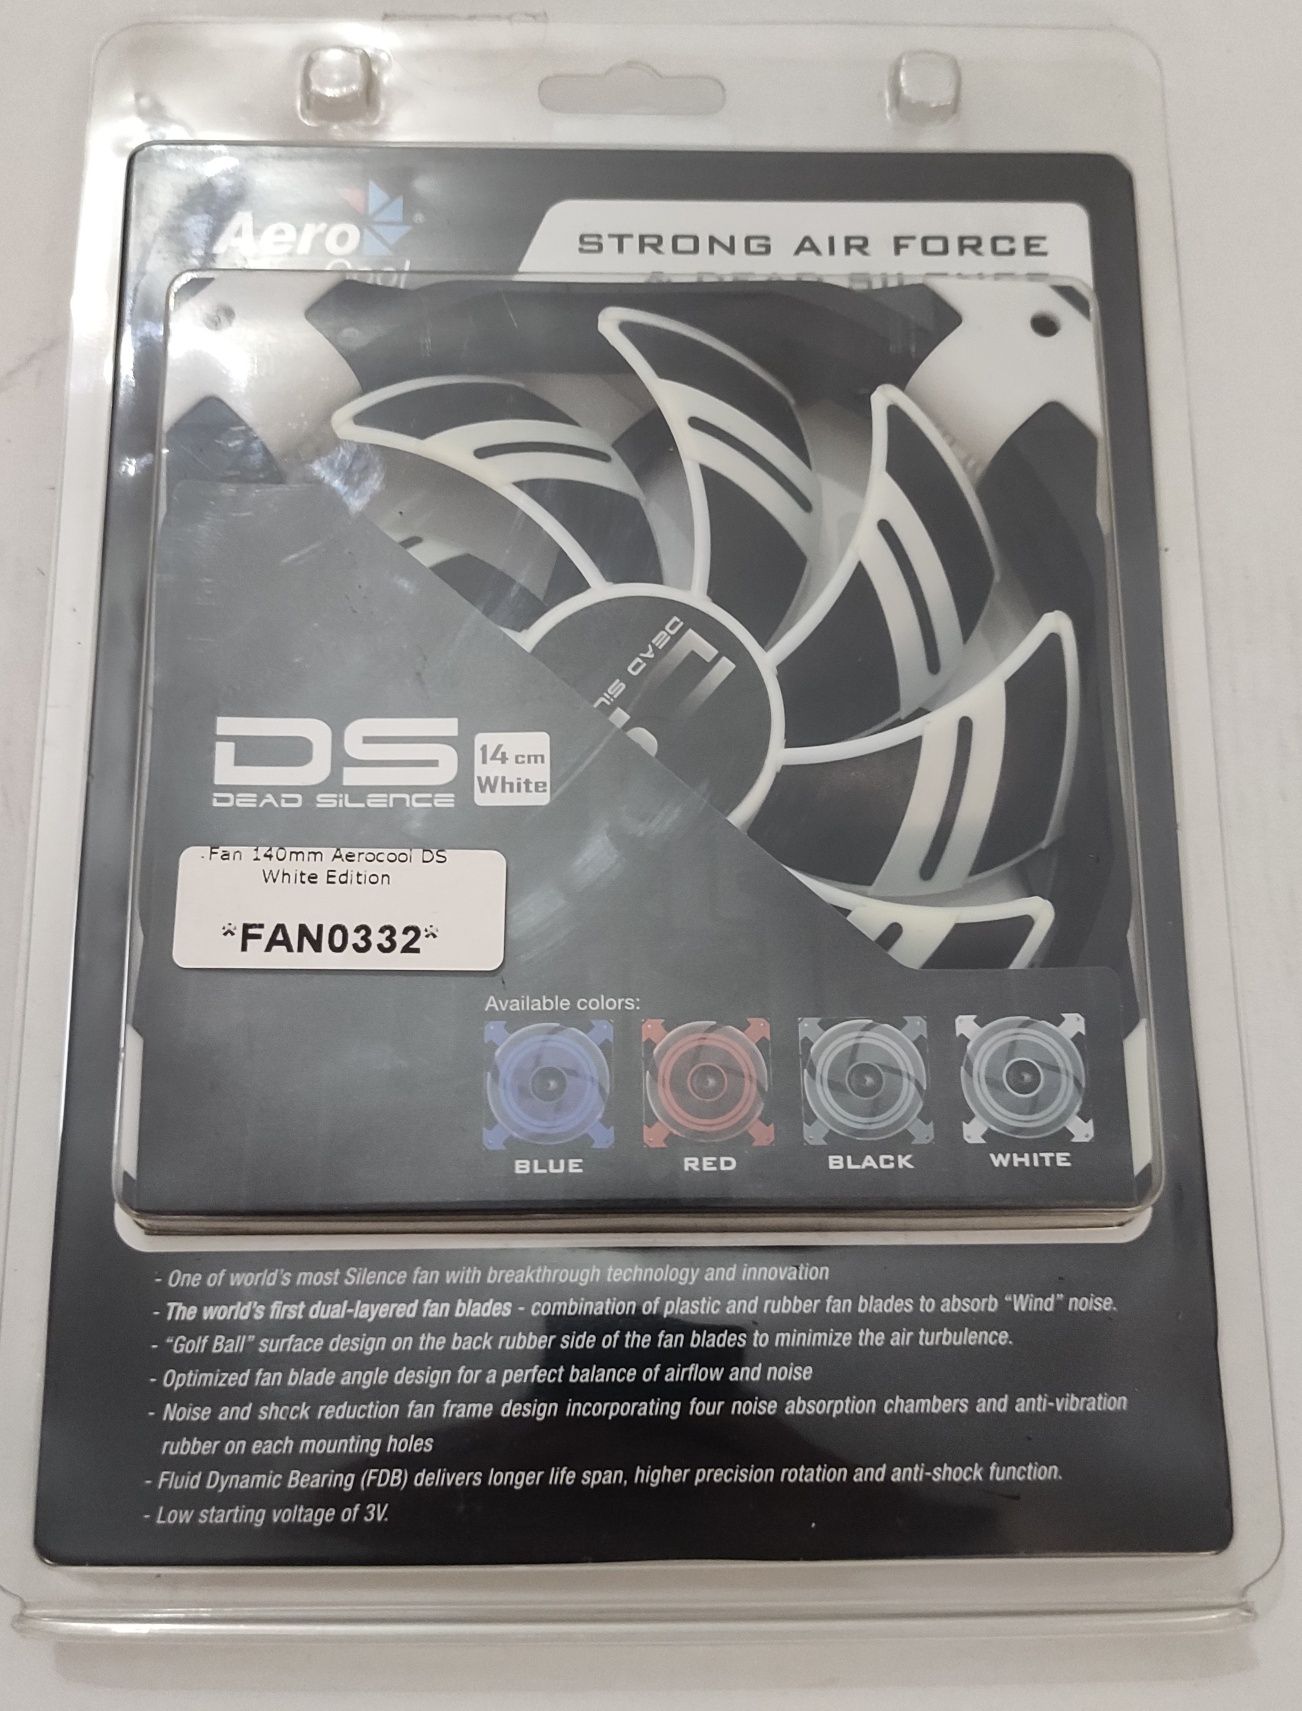 Aero
Cool
STRONG AIR FORCE
& DEAD SILENCE
DEAD SIL
DS
DEAD SiLENCE
14 cm
White
Fan 140mm Aerocool DS
White Edition
*FAN0332*
Available colors:
BLUE
RED
BLACK
WHITE
- One of world's most Silence fan with breakthrough technology and innovation
- The world's first dual-layered fan blades - combination of plastic and rubber fan blades to absorb “Wind” noise.
- “Golf Ball” surface design on the back rubber side of the fan blades to minimize the air turbulence.
- Optimized fan blade angle design for a perfect balance of airflow and noise
- Noise and shock reduction fan frame design incorporating four noise absorption chambers and anti-vibration
rubber on each mounting holes
- Fluid Dynamic Bearing (FDB) delivers longer life span, higher precision rotation and anti-shock function.
- Low starting voltage of 3V.